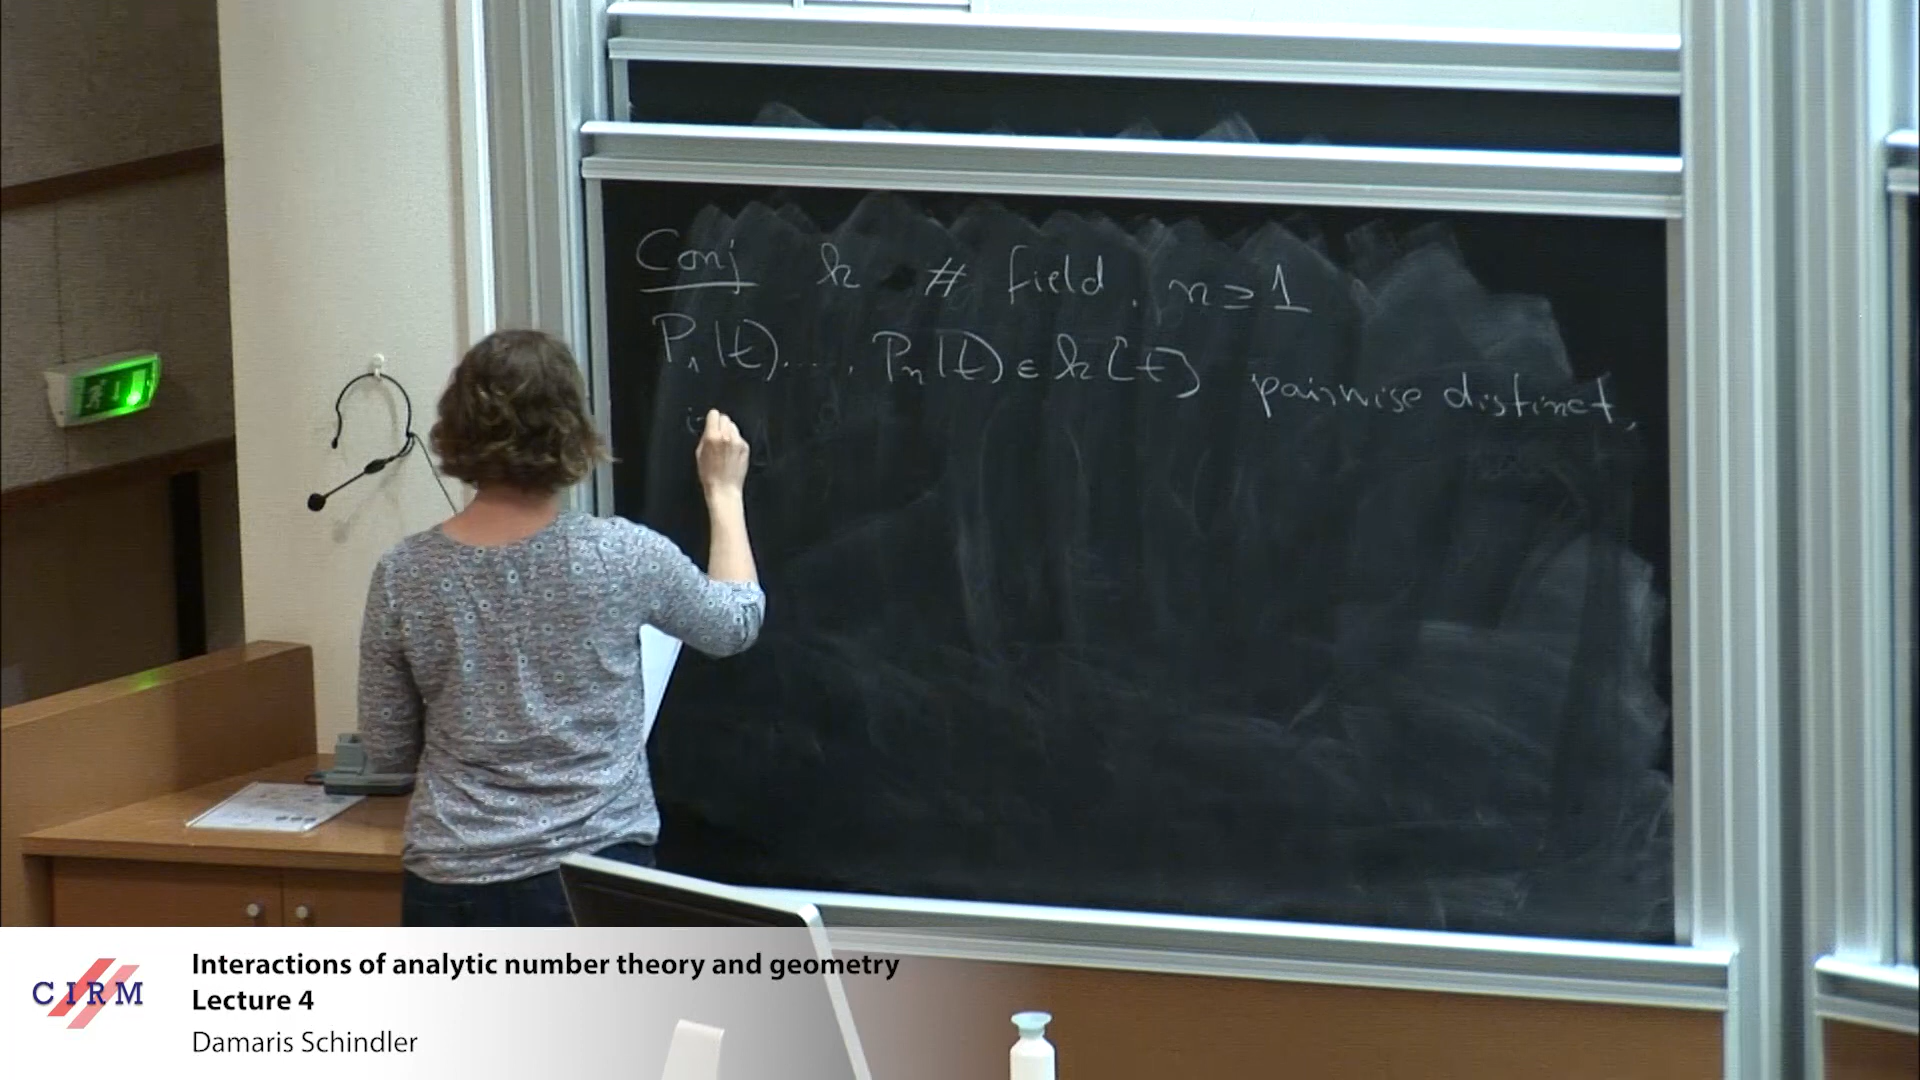 Conj k # field, n ≥ 1
P₁(t), ..., Pₙ(t) ∈ k[t] pairwise distinct,
CIRM
Interactions of analytic number theory and geometry
Lecture 4
Damaris Schindler